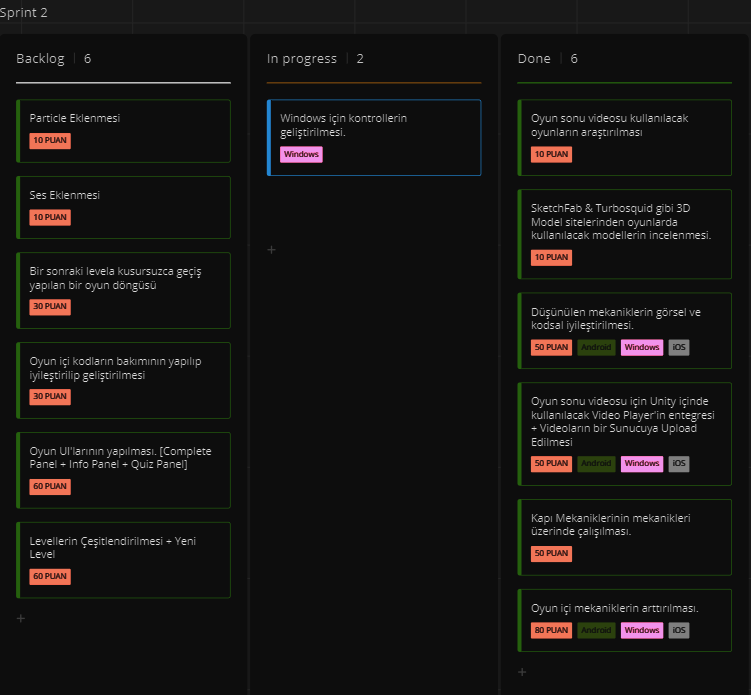 Sprint 2
Backlog | 6
Particle Eklenmesi
10 PUAN
Ses Eklenmesi
10 PUAN
Bir sonraki levela kusursuzca geçiş
yapılan bir oyun döngüsü
30 PUAN
Oyun içi kodların bakımının yapılıp
iyileştirilip geliştirilmesi
30 PUAN
Oyun UI'larının yapılması. [Complete
Panel + Info Panel + Quiz Panel]
60 PUAN
Levellerin Çeşitlendirilmesi + Yeni
Level
60 PUAN
+
In progress | 2
Windows için kontrollerin
geliştirilmesi.
Windows
+
Done | 6
Oyun sonu videosu kullanılacak
oyunların araştırılması
10 PUAN
SketchFab & Turbosquid gibi 3D
Model sitelerinden oyunlarda
kullanılacak modellerin incelenmesi.
10 PUAN
Düşünülen mekaniklerin görsel ve
kodsal iyileştirilmesi.
50 PUAN Android Windows iOS
Oyun sonu videosu için Unity içinde
kullanılacak Video Player'in entegresi
+ Videoların bir Sunucuya Upload
Edilmesi
50 PUAN Android Windows iOS
Kapı Mekaniklerinin mekanikleri
üzerinde çalışılması.
50 PUAN
Oyun içi mekaniklerin arttırılması.
80 PUAN Android Windows iOS
+